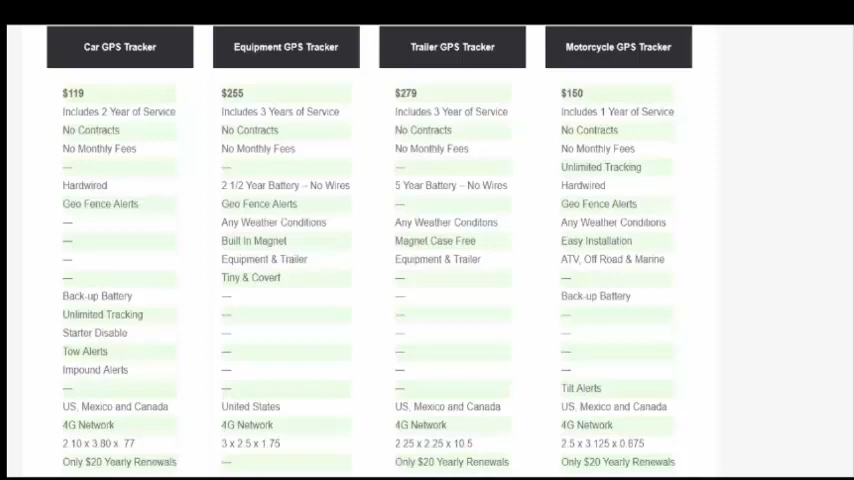 Car GPS Tracker
$119
Includes 2 Year of Service
No Contracts
No Monthly Fees
—
Hardwired
Geo Fence Alerts
—
—
—
—
Back-up Battery
Unlimited Tracking
Starter Disable
Tow Alerts
Impound Alerts
—
US, Mexico and Canada
4G Network
2.10 x 3.80 x .77
Only $20 Yearly Renewals
Equipment GPS Tracker
$255
Includes 3 Years of Service
No Contracts
No Monthly Fees
—
2 1/2 Year Battery – No Wires
Geo Fence Alerts
Any Weather Conditions
Built In Magnet
Equipment & Trailer
Tiny & Covert
—
—
—
—
—
—
United States
4G Network
3 x 2.5 x 1.75
—
Trailer GPS Tracker
$279
Includes 3 Year of Service
No Contracts
No Monthly Fees
—
5 Year Battery – No Wires
—
Any Weather Conditons
Magnet Case Free
Equipment & Trailer
—
—
—
—
—
—
—
US, Mexico and Canada
4G Network
2.25 x 2.25 x 10.5
Only $20 Yearly Renewals
Motorcycle GPS Tracker
$150
Includes 1 Year of Service
No Contracts
No Monthly Fees
Unlimited Tracking
Hardwired
Geo Fence Alerts
Any Weather Conditions
Easy Installation
ATV, Off Road & Marine
—
Back-up Battery
—
—
—
—
Tilt Alerts
US, Mexico and Canada
4G Network
2.5 x 3.125 x 0.875
Only $20 Yearly Renewals